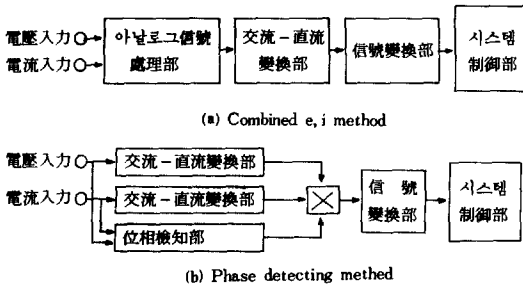 電壓入力
電流入力
아날로그信號
處理部
交流-直流
變換部
信號變換部
시스템
制御部
(a) Combined e, i method
電壓入力
電流入力
交流-直流變換部
交流-直流變換部
位相檢知部
信 號
變換部
시스템
制御部
(b) Phase detecting methed